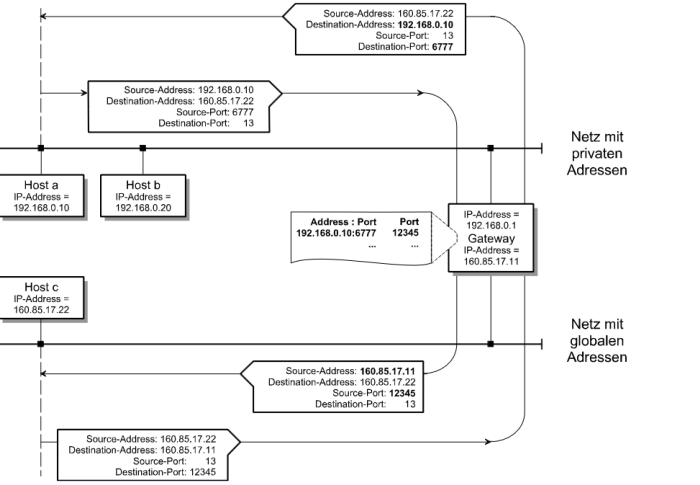 Source-Address: 160.85.17.22
Destination-Address: 192.168.0.10
Source-Port: 13
Destination-Port: 6777
Source-Address: 192.168.0.10
Destination-Address: 160.85.17.22
Source-Port: 6777
Destination-Port: 13
Netz mit
privaten
Adressen
Host a
IP-Address =
192.168.0.10
Host b
IP-Address =
192.168.0.20
Address : Port Port
192.168.0.10:6777 12345
... ...
IP-Address =
192.168.0.1
Gateway
IP-Address =
160.85.17.11
Host c
IP-Address =
160.85.17.22
Netz mit
globalen
Adressen
Source-Address: 160.85.17.11
Destination-Address: 160.85.17.22
Source-Port: 12345
Destination-Port: 13
Source-Address: 160.85.17.22
Destination-Address: 160.85.17.11
Source-Port: 13
Destination-Port: 12345